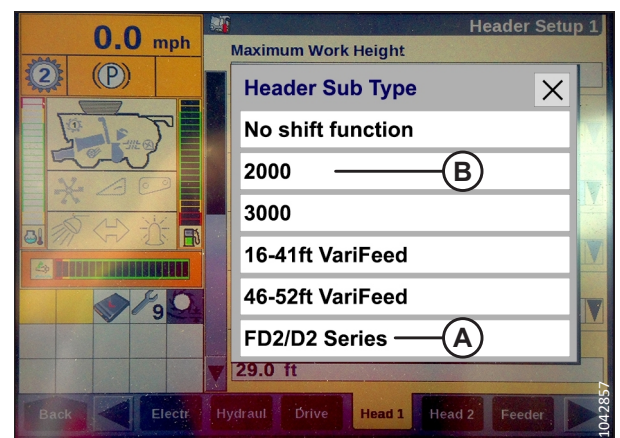 Header Setup 1
0.0 mph
Maximum Work Height
2
(P)
Header Sub Type
No shift function
1
2000
B
3000
16-41ft VariFeed
46-52ft VariFeed
9
FD2/D2 Series
A
29.0 ft
Back
Electr
Hydraul
Drive
Head 1
Head 2
Feeder
1042857